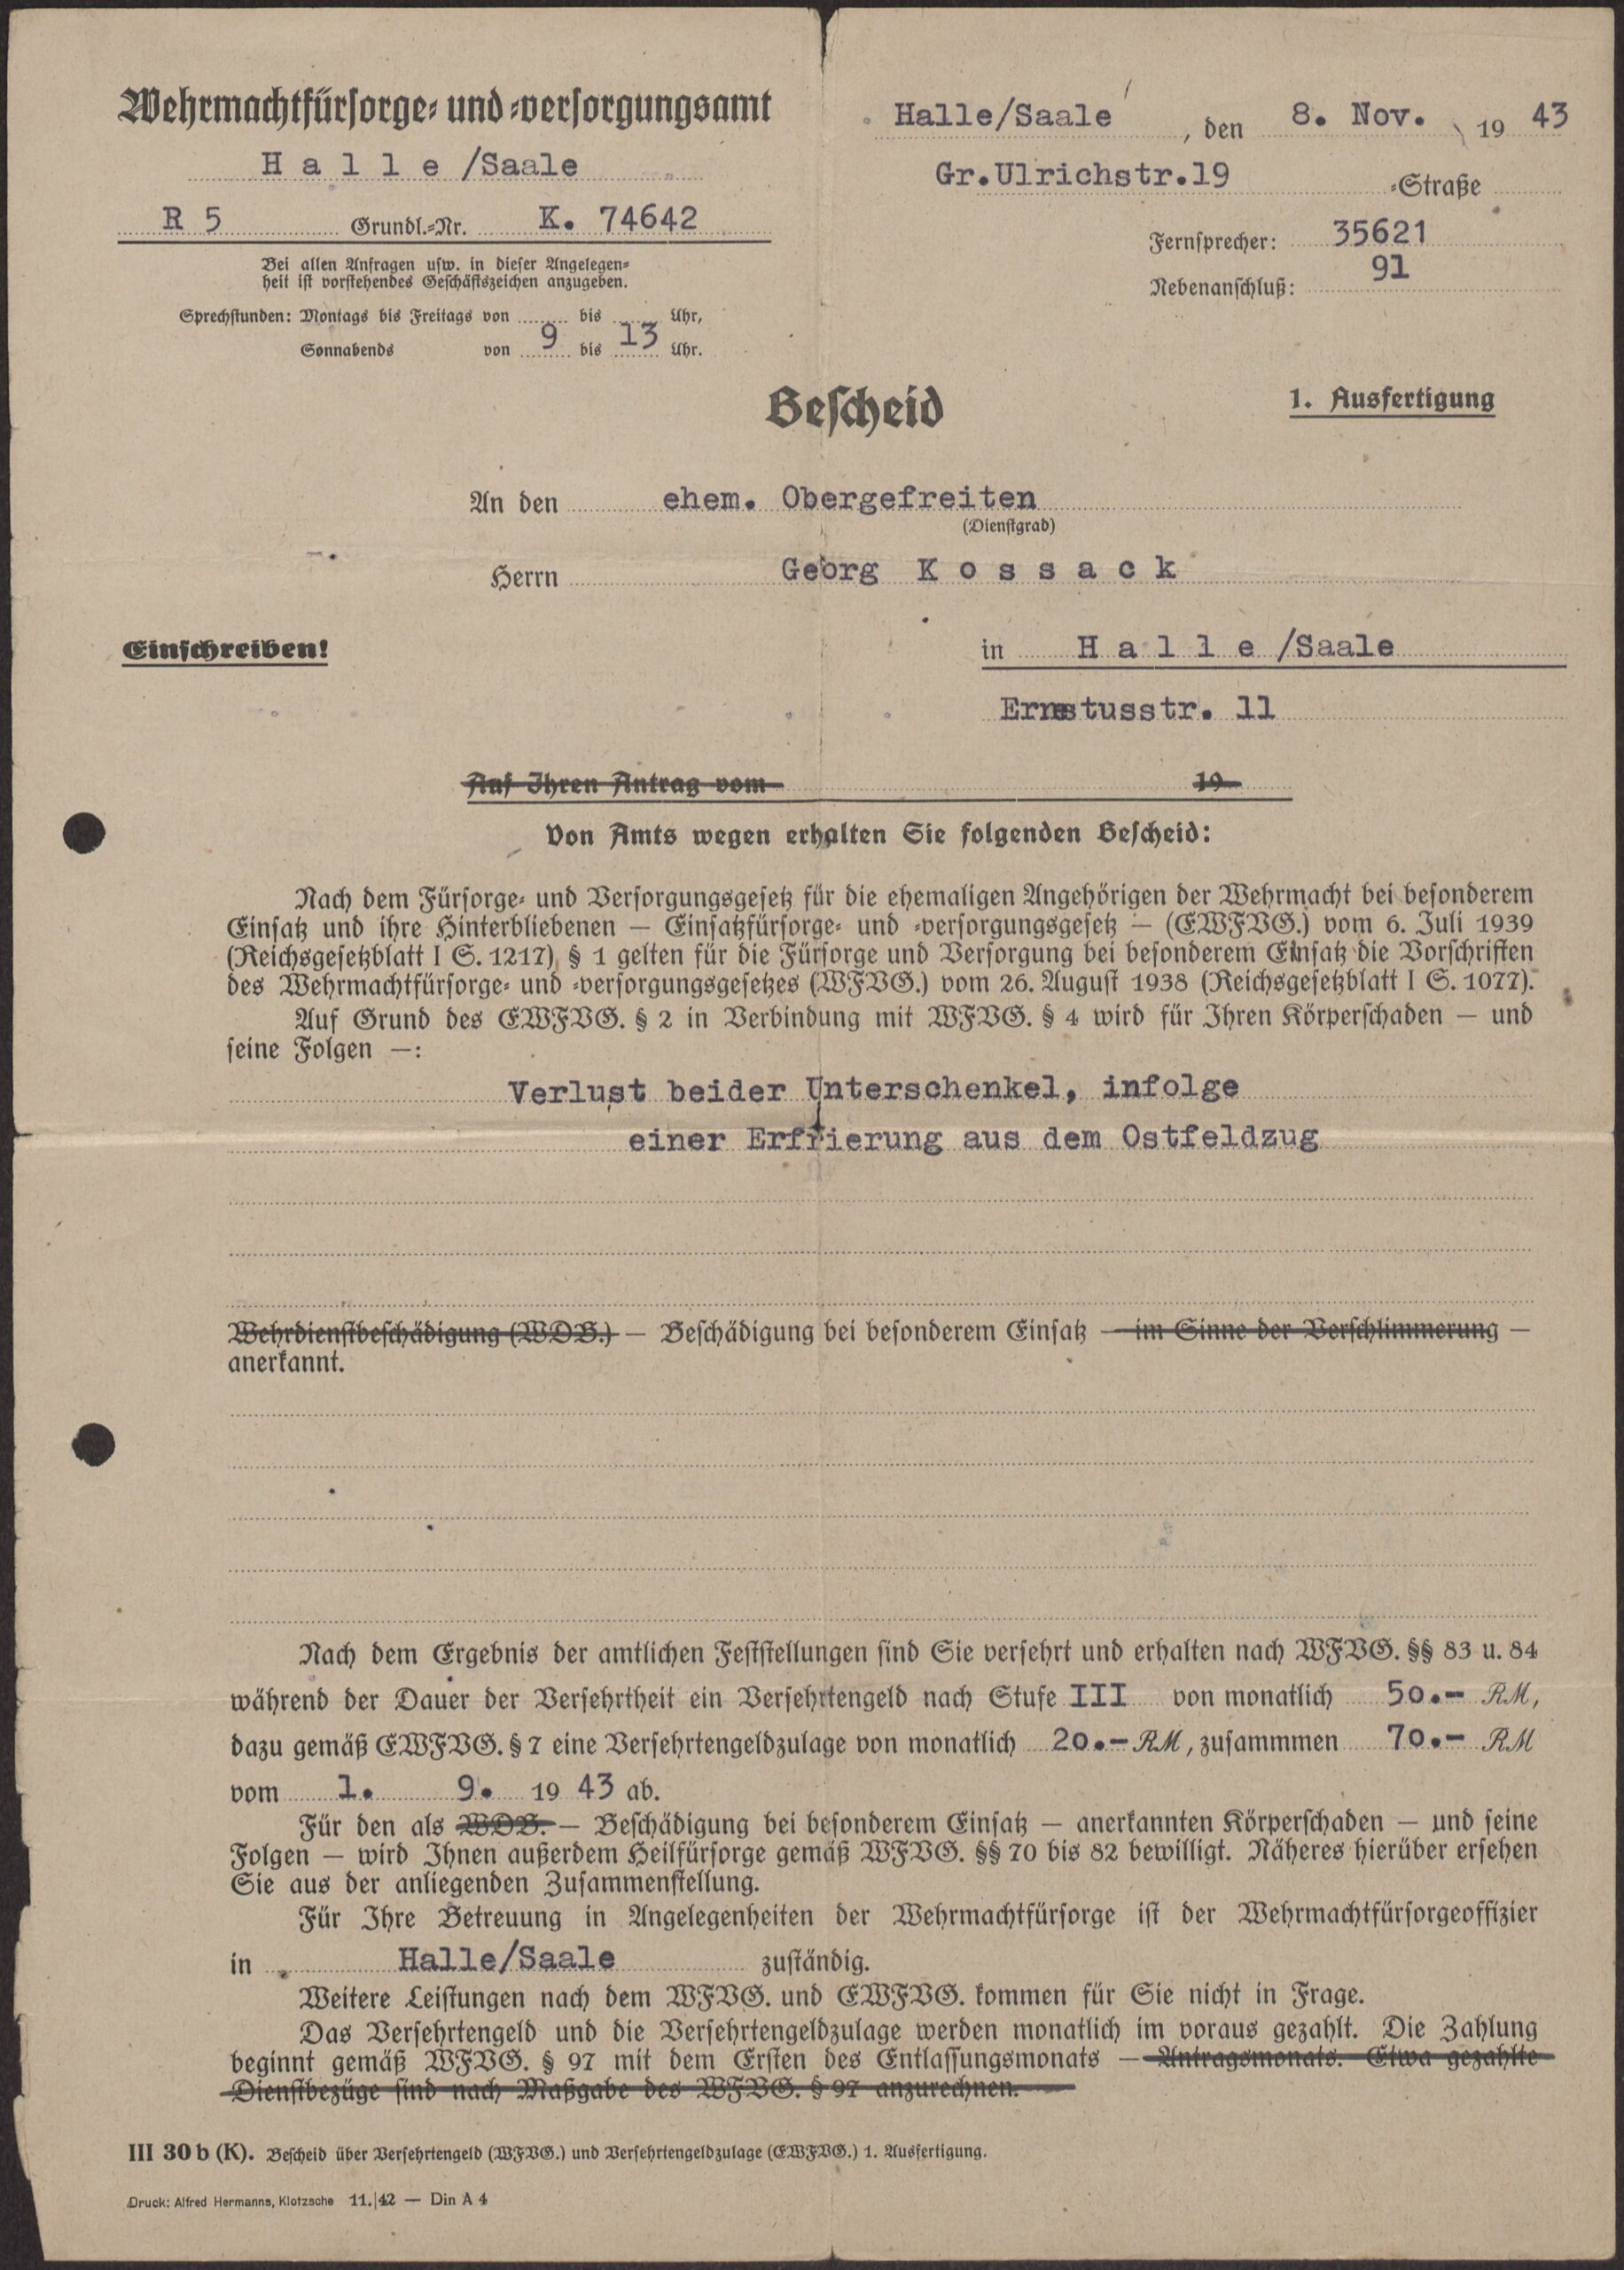 Wehrmachtfürsorge- und -versorgungsamt
Halle/Saale
R 5 Grundl.-Nr. K. 74642
Bei allen Anfragen usw. in dieser Angelegen-
heit ist vorstehendes Geschäftszeichen anzugeben.
Sprechstunden: Montags bis Freitags von bis Uhr,
Sonnabends von 9 bis 13 Uhr.
Halle/Saale, den 8. Nov. 1943
Gr.Ulrichstr.19 -Straße
Fernsprecher: 35621
Nebenanschluß: 91
Bescheid
1. Ausfertigung
An den ehem. Obergefreiten
(Dienstgrad)
Herrn Georg Kossack
Einschreiben!
in Halle/Saale
Ernestusstr. 11
Auf Ihren Antrag vom 19
Von Amts wegen erhalten Sie folgenden Bescheid:
Nach dem Fürsorge- und Versorgungsgesetz für die ehemaligen Angehörigen der Wehrmacht bei besonderem
Einsatz und ihre Hinterbliebenen — Einsatzfürsorge- und -versorgungsgesetz — (EWFVG.) vom 6. Juli 1939
(Reichsgesetzblatt I S. 1217) § 1 gelten für die Fürsorge und Versorgung bei besonderem Einsatz die Vorschriften
des Wehrmachtfürsorge- und -versorgungsgesetzes (WFVG.) vom 26. August 1938 (Reichsgesetzblatt I S. 1077).
Auf Grund des EWFVG. § 2 in Verbindung mit WFVG. § 4 wird für Ihren Körperschaden — und
seine Folgen —:
Verlust beider Unterschenkel, infolge
einer Erfrierung aus dem Ostfeldzug
Wehrdienstbeschädigung (WDB.) — Beschädigung bei besonderem Einsatz — im Sinne der Verschlimmerung —
anerkannt.
Nach dem Ergebnis der amtlichen Feststellungen sind Sie versehrt und erhalten nach WFVG. §§ 83 u. 84
während der Dauer der Versehrtheit ein Versehrtengeld nach Stufe III von monatlich 50.- RM,
dazu gemäß EWFVG. § 7 eine Versehrtengeldzulage von monatlich 20.- RM, zusammmen 70.- RM
vom 1. 9. 1943 ab.
Für den als WDB. — Beschädigung bei besonderem Einsatz — anerkannten Körperschaden — und seine
Folgen — wird Ihnen außerdem Heilfürsorge gemäß WFVG. §§ 70 bis 82 bewilligt. Näheres hierüber ersehen
Sie aus der anliegenden Zusammenstellung.
Für Ihre Betreuung in Angelegenheiten der Wehrmachtfürsorge ist der Wehrmachtfürsorgeoffizier
in Halle/Saale zuständig.
Weitere Leistungen nach dem WFVG. und EWFVG. kommen für Sie nicht in Frage.
Das Versehrtengeld und die Versehrtengeldzulage werden monatlich im voraus gezahlt. Die Zahlung
beginnt gemäß WFVG. § 97 mit dem Ersten des Entlassungsmonats — Antragsmonats. Etwa gezahlte
Dienstbezüge sind nach Maßgabe des WFVG. § 97 anzurechnen.
III 30 b (K). Bescheid über Versehrtengeld (WFVG.) und Versehrtengeldzulage (EWFVG.) 1. Ausfertigung.
Druck: Alfred Hermanns, Klotzsche 11.|42 — Din A 4